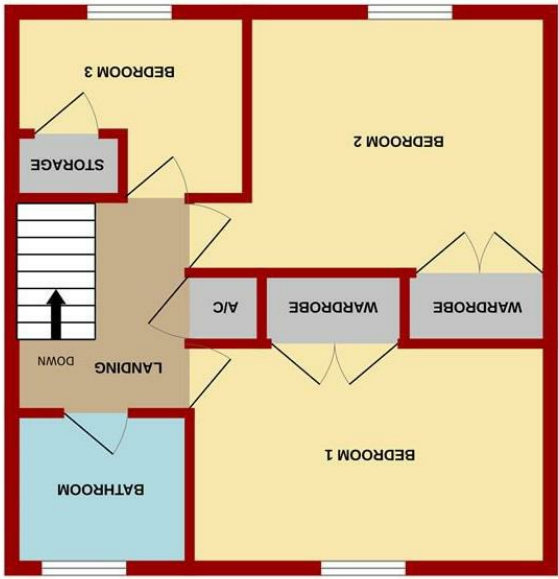 BATHROOM
BEDROOM 1
LANDING
DOWN
WARDROBE
WARDROBE
A/C
STORAGE
BEDROOM 2
BEDROOM 3